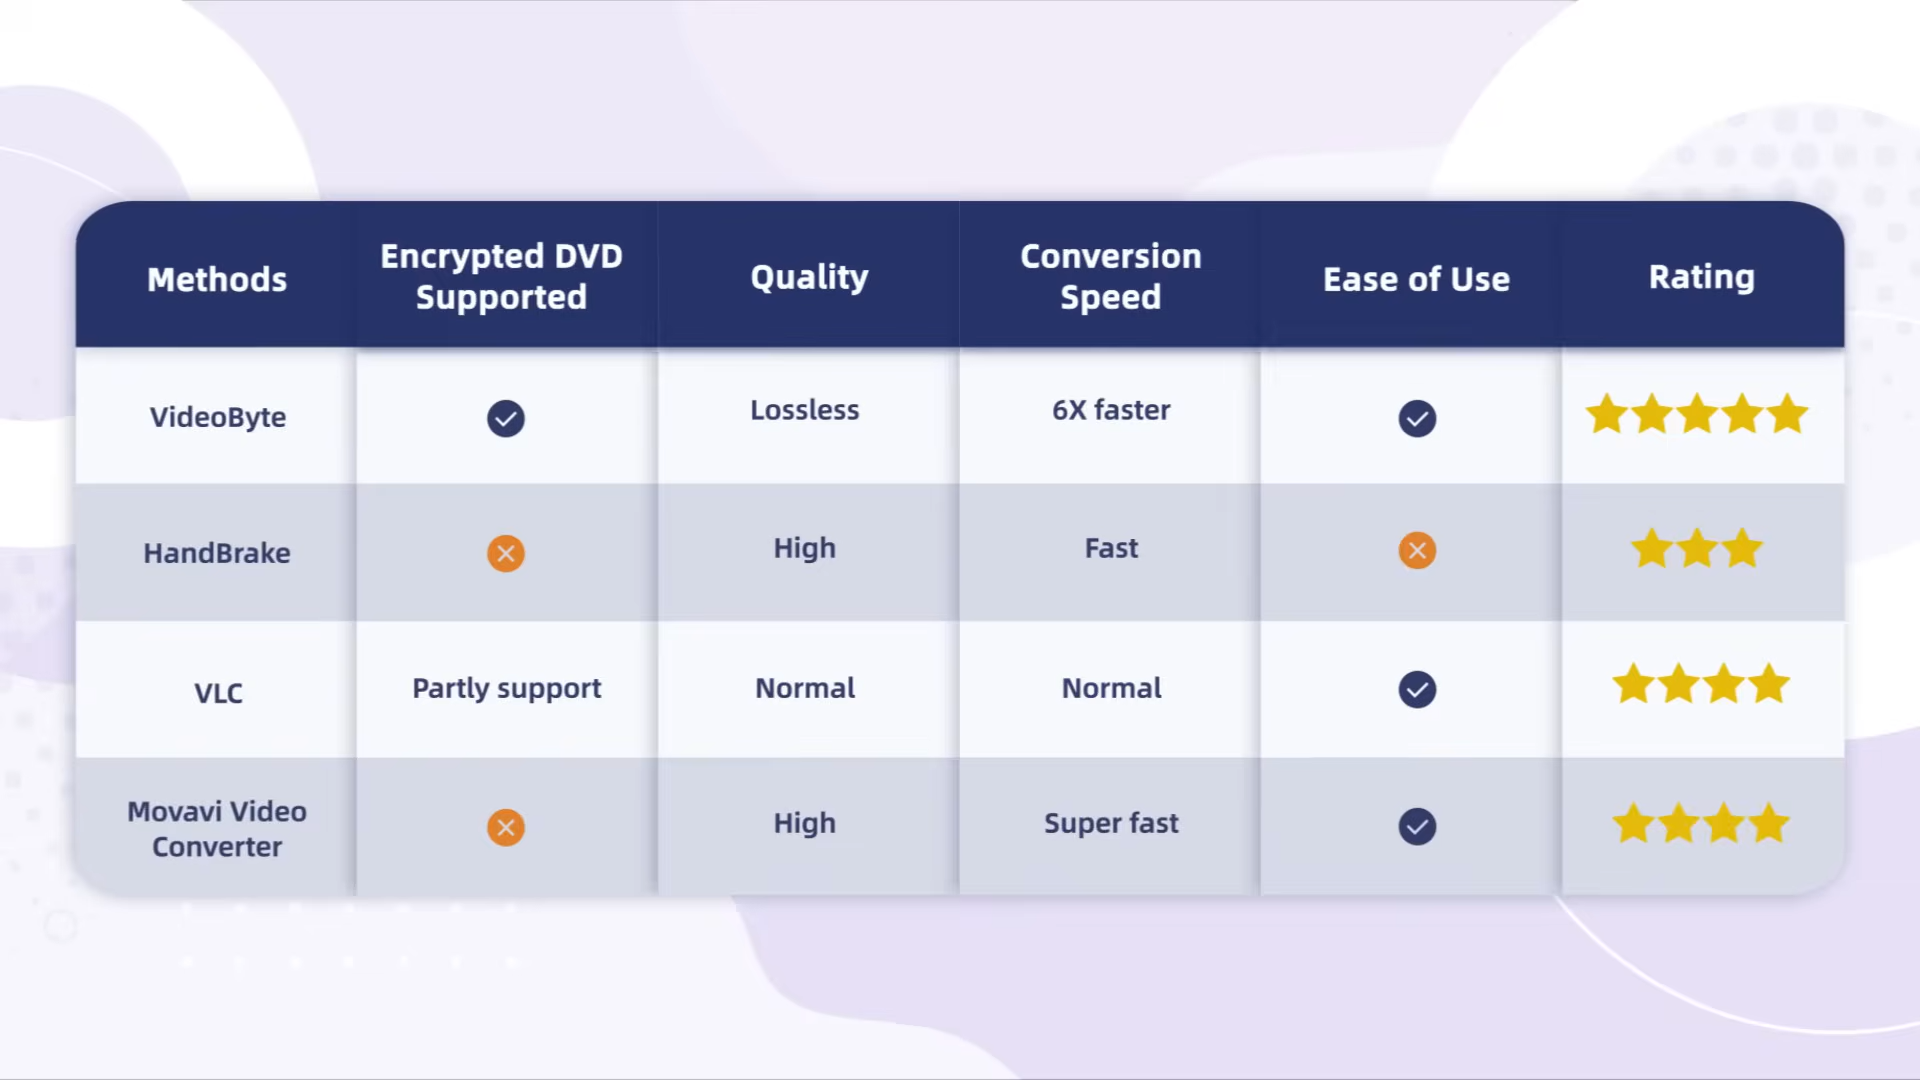 Methods
Encrypted DVD
Supported
Quality
Conversion
Speed
Ease of Use
Rating
VideoByte
Lossless
6X faster
HandBrake
High
Fast
VLC
Partly support
Normal
Normal
Movavi Video
Converter
High
Super fast